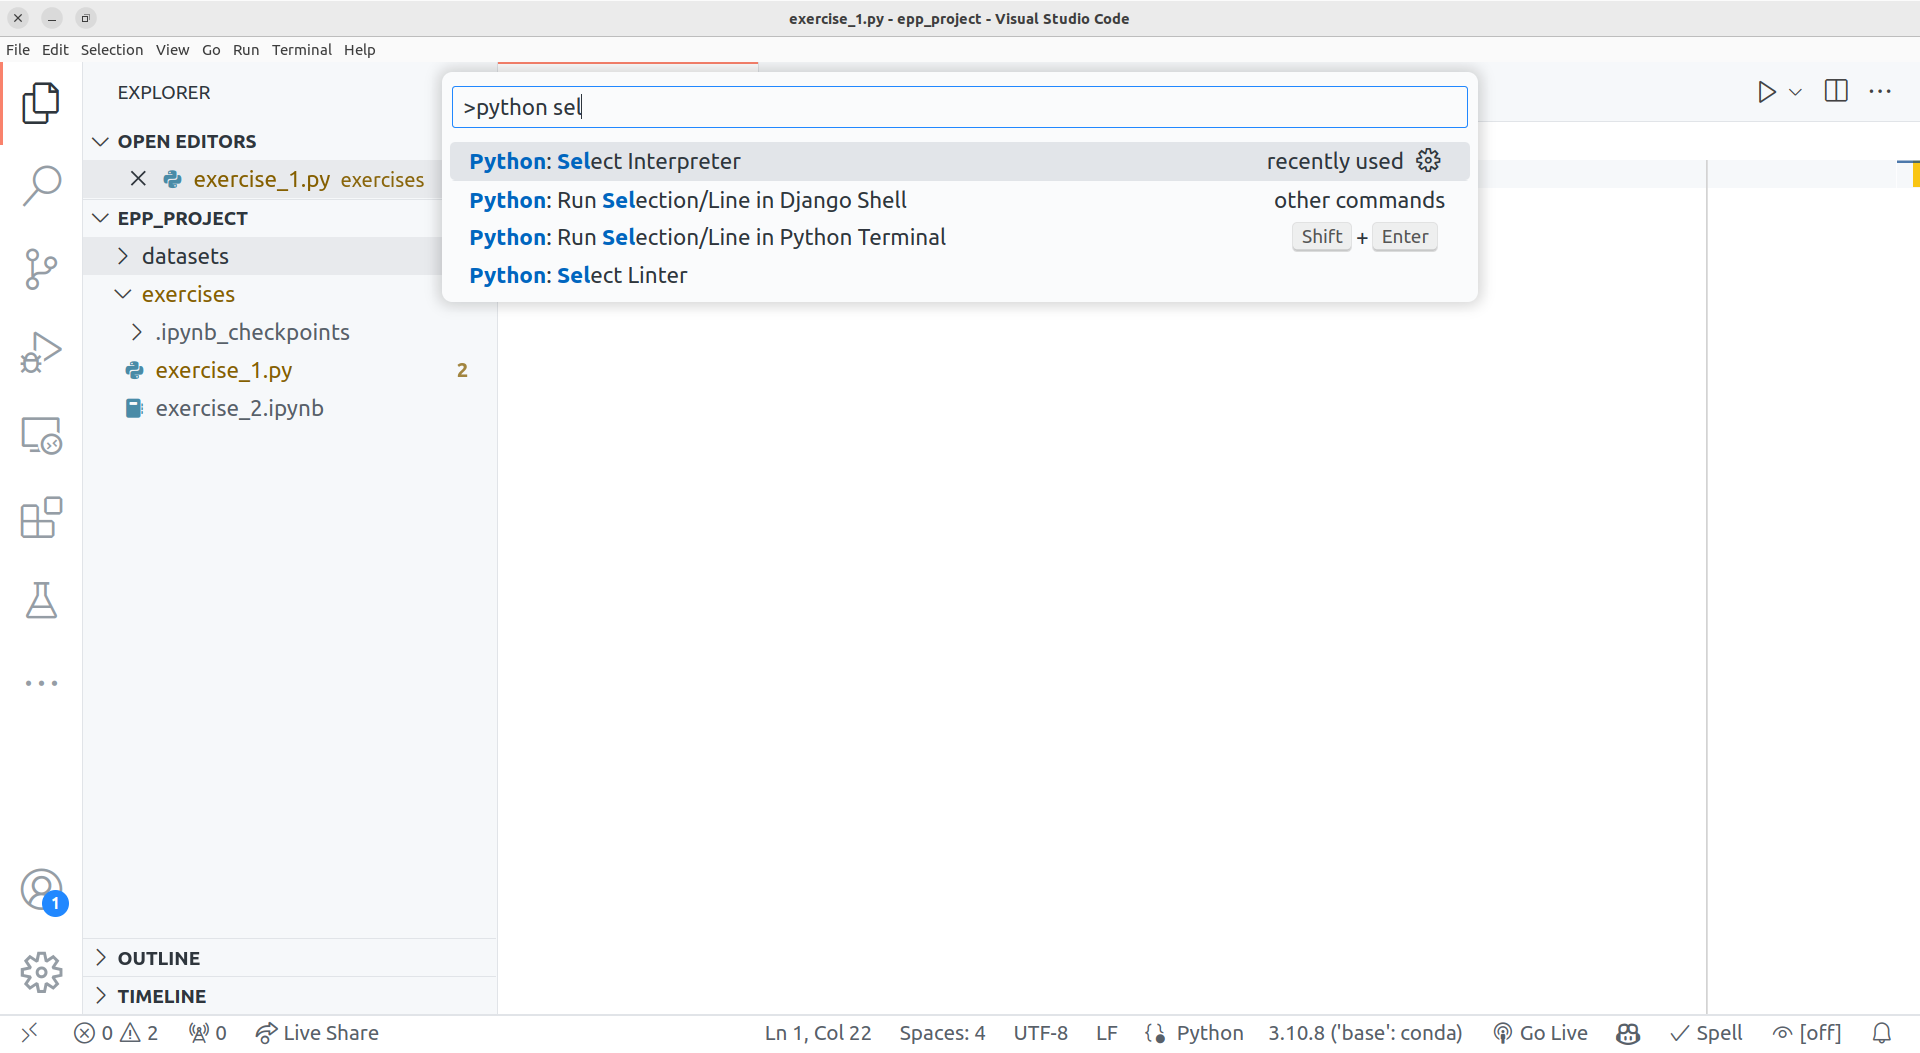 exercise_1.py - epp_project - Visual Studio Code
File Edit Selection View Go Run Terminal Help
EXPLORER
>python sel
Python: Select Interpreter recently used
Python: Run Selection/Line in Django Shell other commands
Python: Run Selection/Line in Python Terminal Shift + Enter
Python: Select Linter
OPEN EDITORS
exercise_1.py exercises
EPP_PROJECT
datasets
exercises
.ipynb_checkpoints
exercise_1.py 2
exercise_2.ipynb
1
OUTLINE
TIMELINE
0 2 0 Live Share Ln 1, Col 22 Spaces: 4 UTF-8 LF {} Python 3.10.8 ('base': conda) Go Live Spell [off]